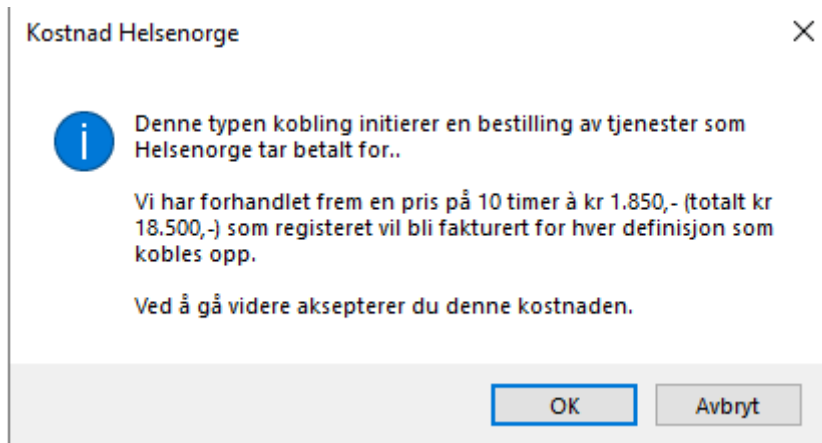 Kostnad Helsenorge
Denne typen kobling initierer en bestilling av tjenester som
Helsenorge tar betalt for..
Vi har forhandlet frem en pris på 10 timer à kr 1.850,- (totalt kr
18.500,-) som registeret vil bli fakturert for hver definisjon som
kobles opp.
Ved å gå videre aksepterer du denne kostnaden.
OK
Avbryt